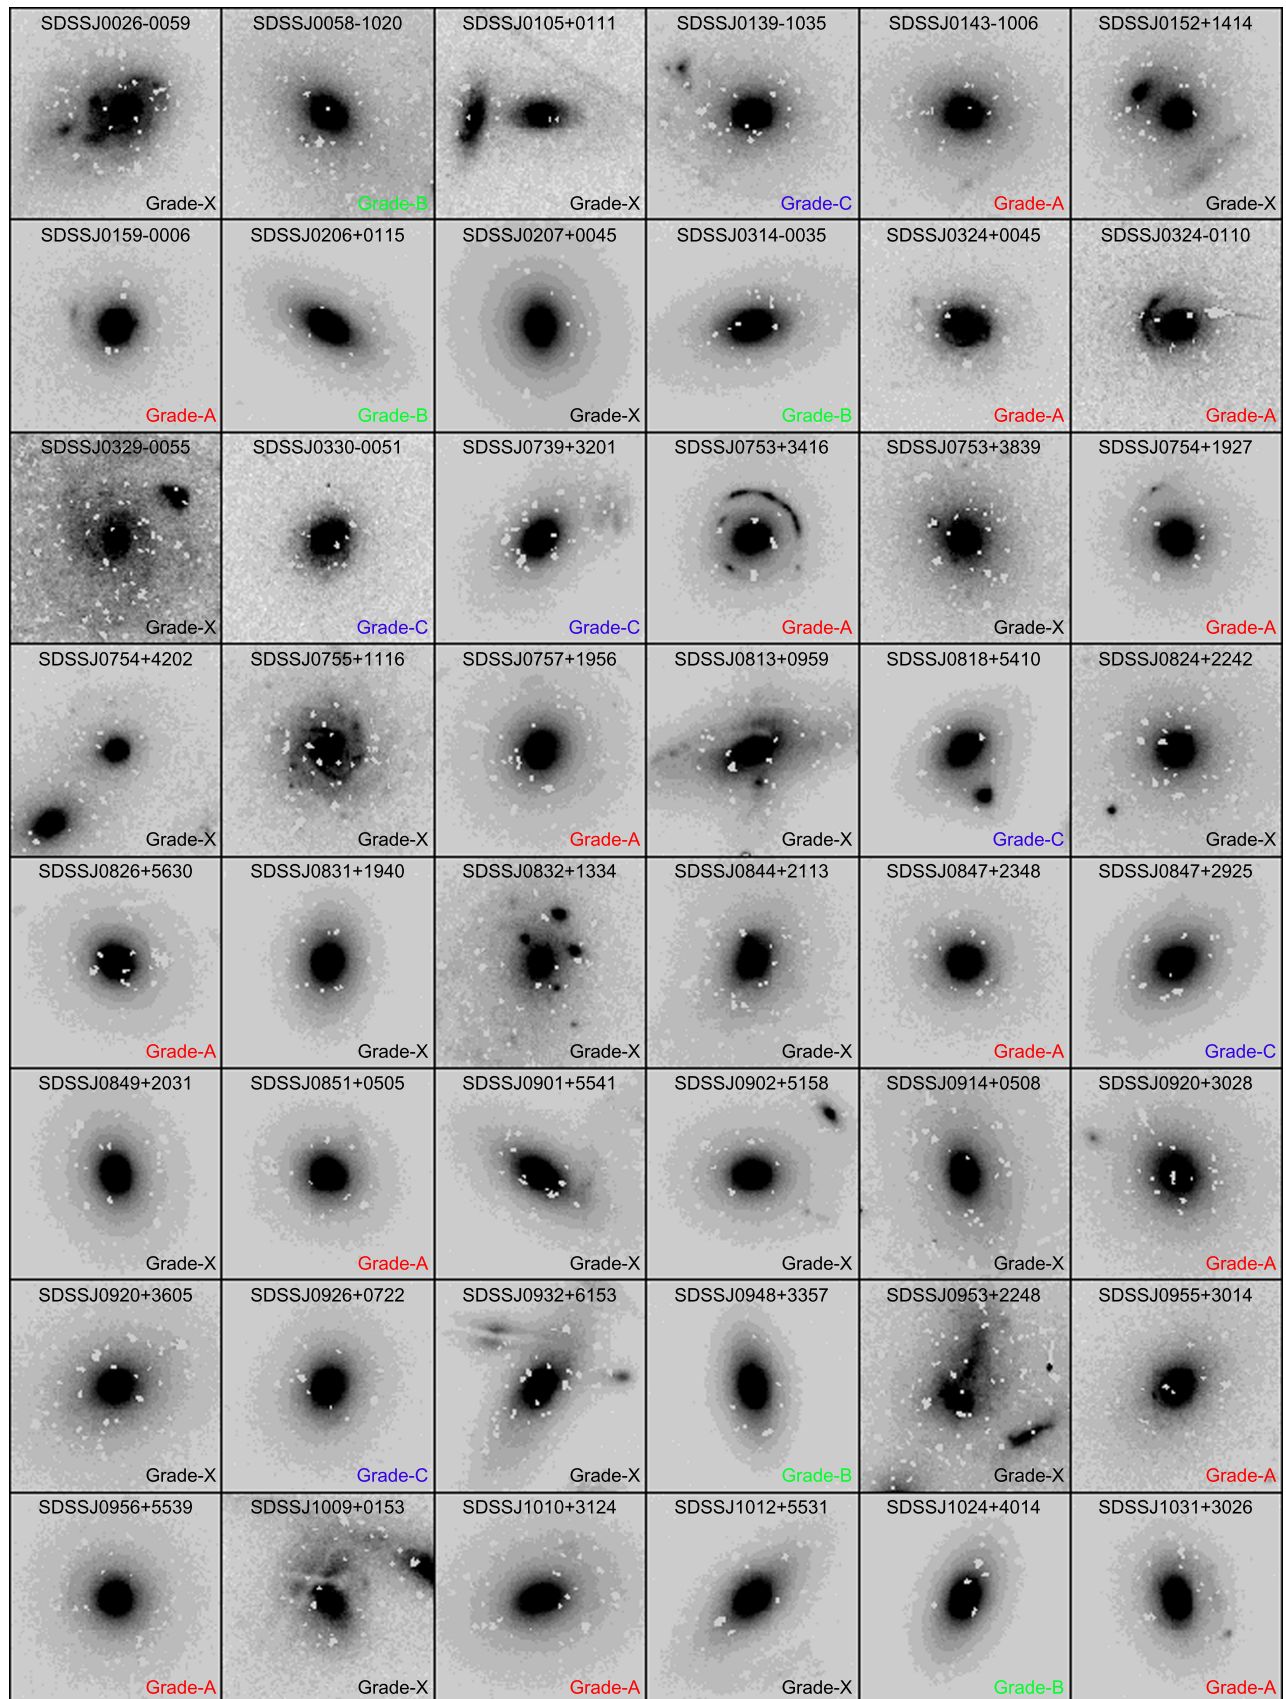 SDSSJ0026-0059 SDSSJ0058-1020 SDSSJ0105+0111 SDSSJ0139-1035 SDSSJ0143-1006 SDSSJ0152+1414
Grade-X Grade-B Grade-X Grade-C Grade-A Grade-X
SDSSJ0159-0006 SDSSJ0206+0115 SDSSJ0207+0045 SDSSJ0314-0035 SDSSJ0324+0045 SDSSJ0324-0110
Grade-A Grade-B Grade-X Grade-B Grade-A Grade-A
SDSSJ0329-0055 SDSSJ0330-0051 SDSSJ0739+3201 SDSSJ0753+3416 SDSSJ0753+3839 SDSSJ0754+1927
Grade-X Grade-C Grade-C Grade-A Grade-X Grade-A
SDSSJ0754+4202 SDSSJ0755+1116 SDSSJ0757+1956 SDSSJ0813+0959 SDSSJ0818+5410 SDSSJ0824+2242
Grade-X Grade-X Grade-A Grade-X Grade-C Grade-X
SDSSJ0826+5630 SDSSJ0831+1940 SDSSJ0832+1334 SDSSJ0844+2113 SDSSJ0847+2348 SDSSJ0847+2925
Grade-A Grade-X Grade-X Grade-X Grade-A Grade-C
SDSSJ0849+2031 SDSSJ0851+0505 SDSSJ0901+5541 SDSSJ0902+5158 SDSSJ0914+0508 SDSSJ0920+3028
Grade-X Grade-A Grade-X Grade-X Grade-X Grade-A
SDSSJ0920+3605 SDSSJ0926+0722 SDSSJ0932+6153 SDSSJ0948+3357 SDSSJ0953+2248 SDSSJ0955+3014
Grade-X Grade-C Grade-X Grade-B Grade-X Grade-A
SDSSJ0956+5539 SDSSJ1009+0153 SDSSJ1010+3124 SDSSJ1012+5531 SDSSJ1024+4014 SDSSJ1031+3026
Grade-A Grade-X Grade-A Grade-X Grade-B Grade-A